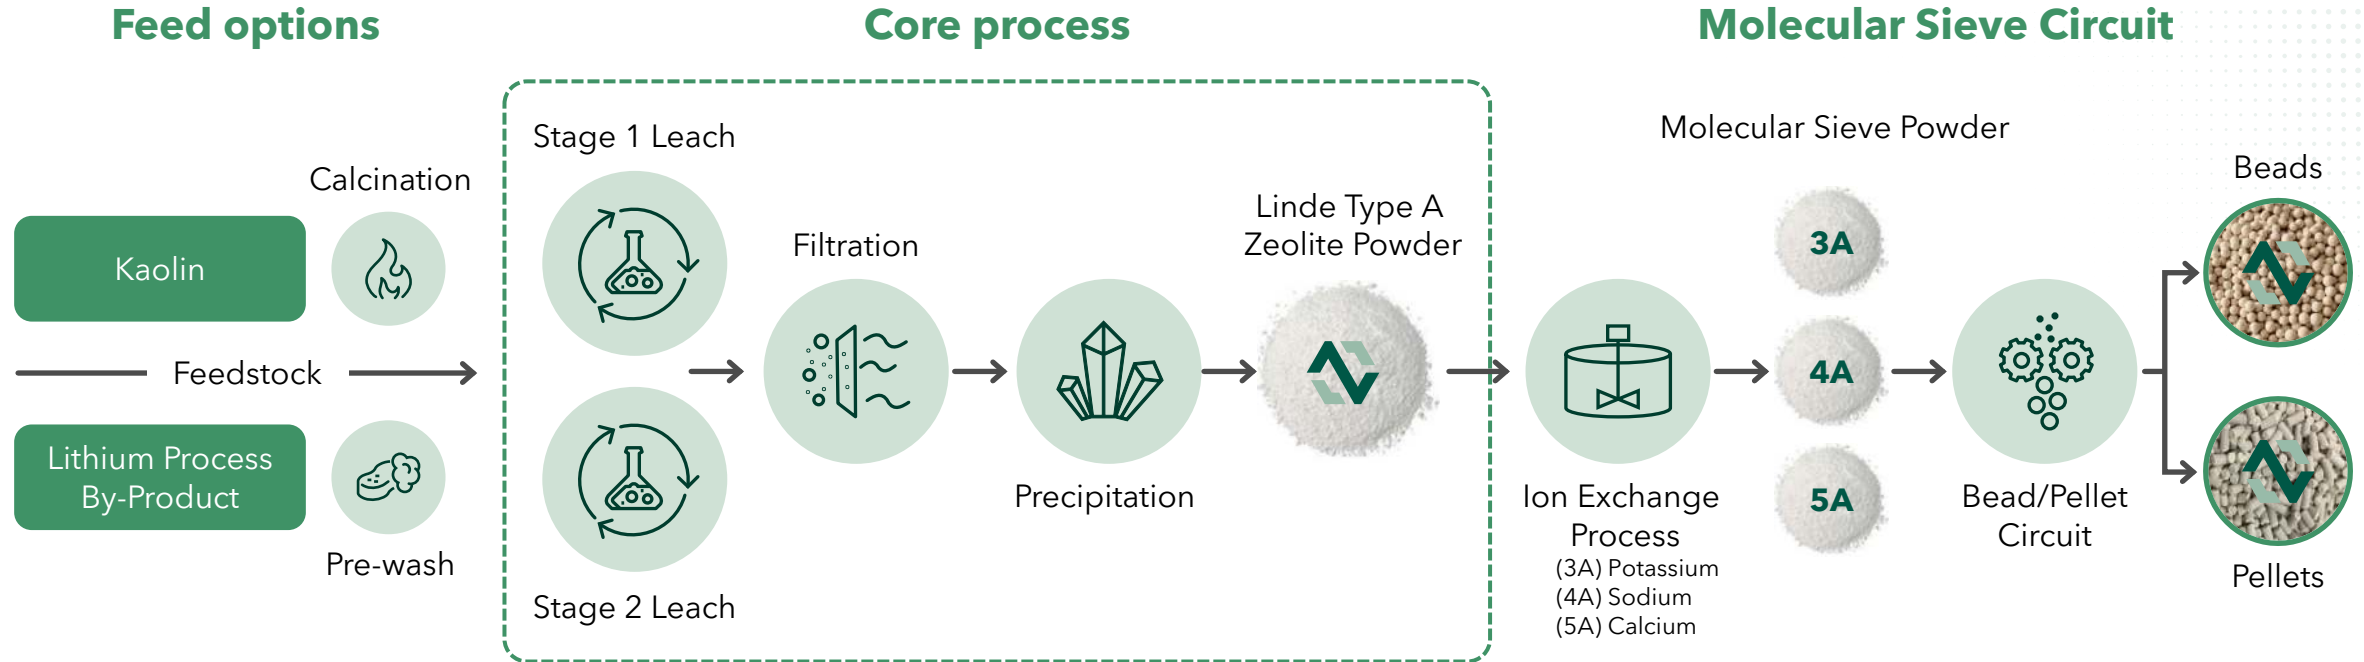 Feed options
Core process
Molecular Sieve Circuit
Kaolin
Calcination
Feedstock
Lithium Process
By-Product
Pre-wash
Stage 1 Leach
Stage 2 Leach
Filtration
Precipitation
Linde Type A
Zeolite Powder
Ion Exchange
Process
(3A) Potassium
(4A) Sodium
(5A) Calcium
Molecular Sieve Powder
3A
4A
5A
Bead/Pellet
Circuit
Beads
Pellets